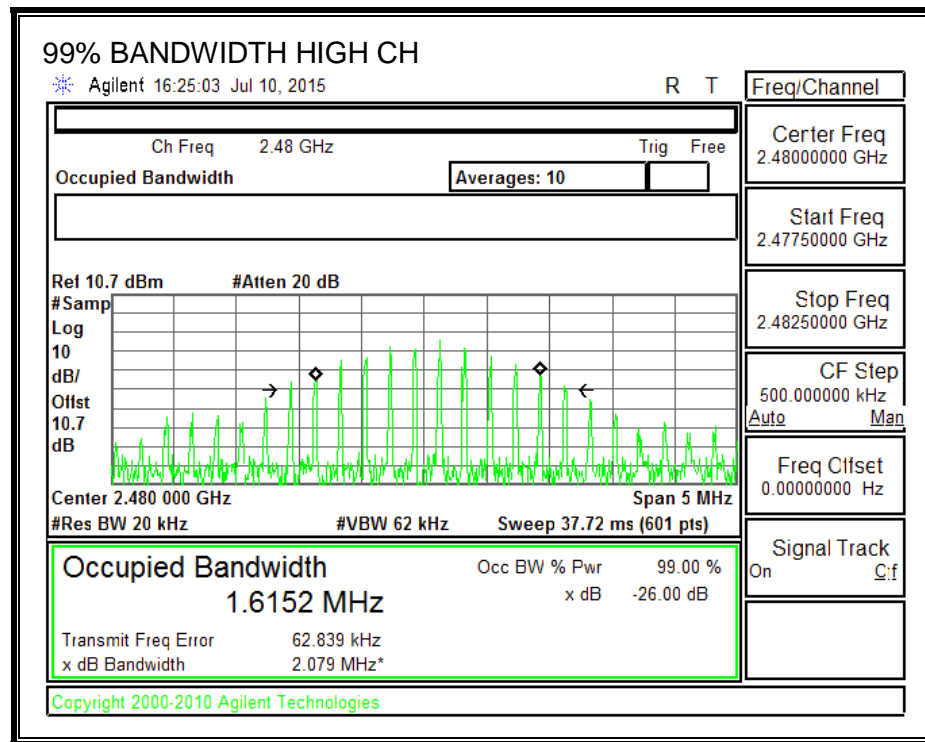 99% BANDWIDTH HIGH CH
Agilent 16:25:03 Jul 10, 2015 R T
Freq/Channel
Ch Freq 2.48 GHz Trig Free
Occupied Bandwidth Averages: 10
Center Freq
2.48000000 GHz
Start Freq
2.47750000 GHz
Stop Freq
2.48250000 GHz
CF Step
500.000000 kHz
Auto Man
Freq Offset
0.00000000 Hz
Signal Track
On Off
Ref 10.7 dBm #Atten 20 dB
#Samp
Log
10
dB/
Offst
10.7
dB
Center 2.480 000 GHz Span 5 MHz
#Res BW 20 kHz #VBW 62 kHz Sweep 37.72 ms (601 pts)
Occupied Bandwidth Occ BW % Pwr 99.00 %
1.6152 MHz x dB -26.00 dB
Transmit Freq Error 62.839 kHz
x dB Bandwidth 2.079 MHz*
Copyright 2000-2010 Agilent Technologies